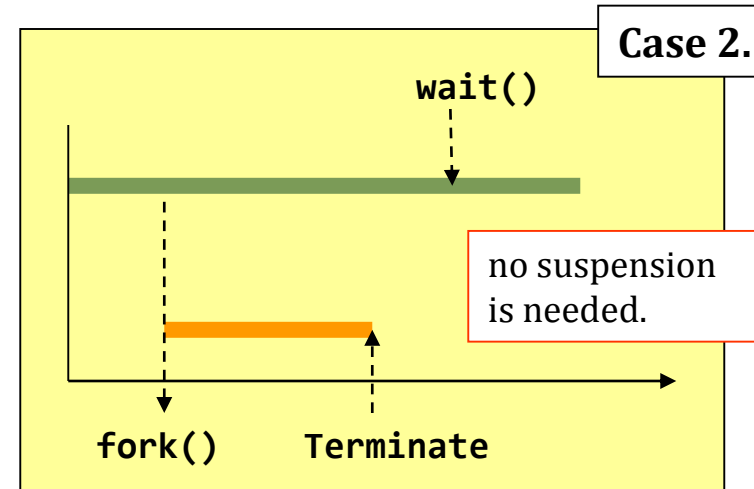 Case 2.
wait()
no suspension
is needed.
fork()
Terminate